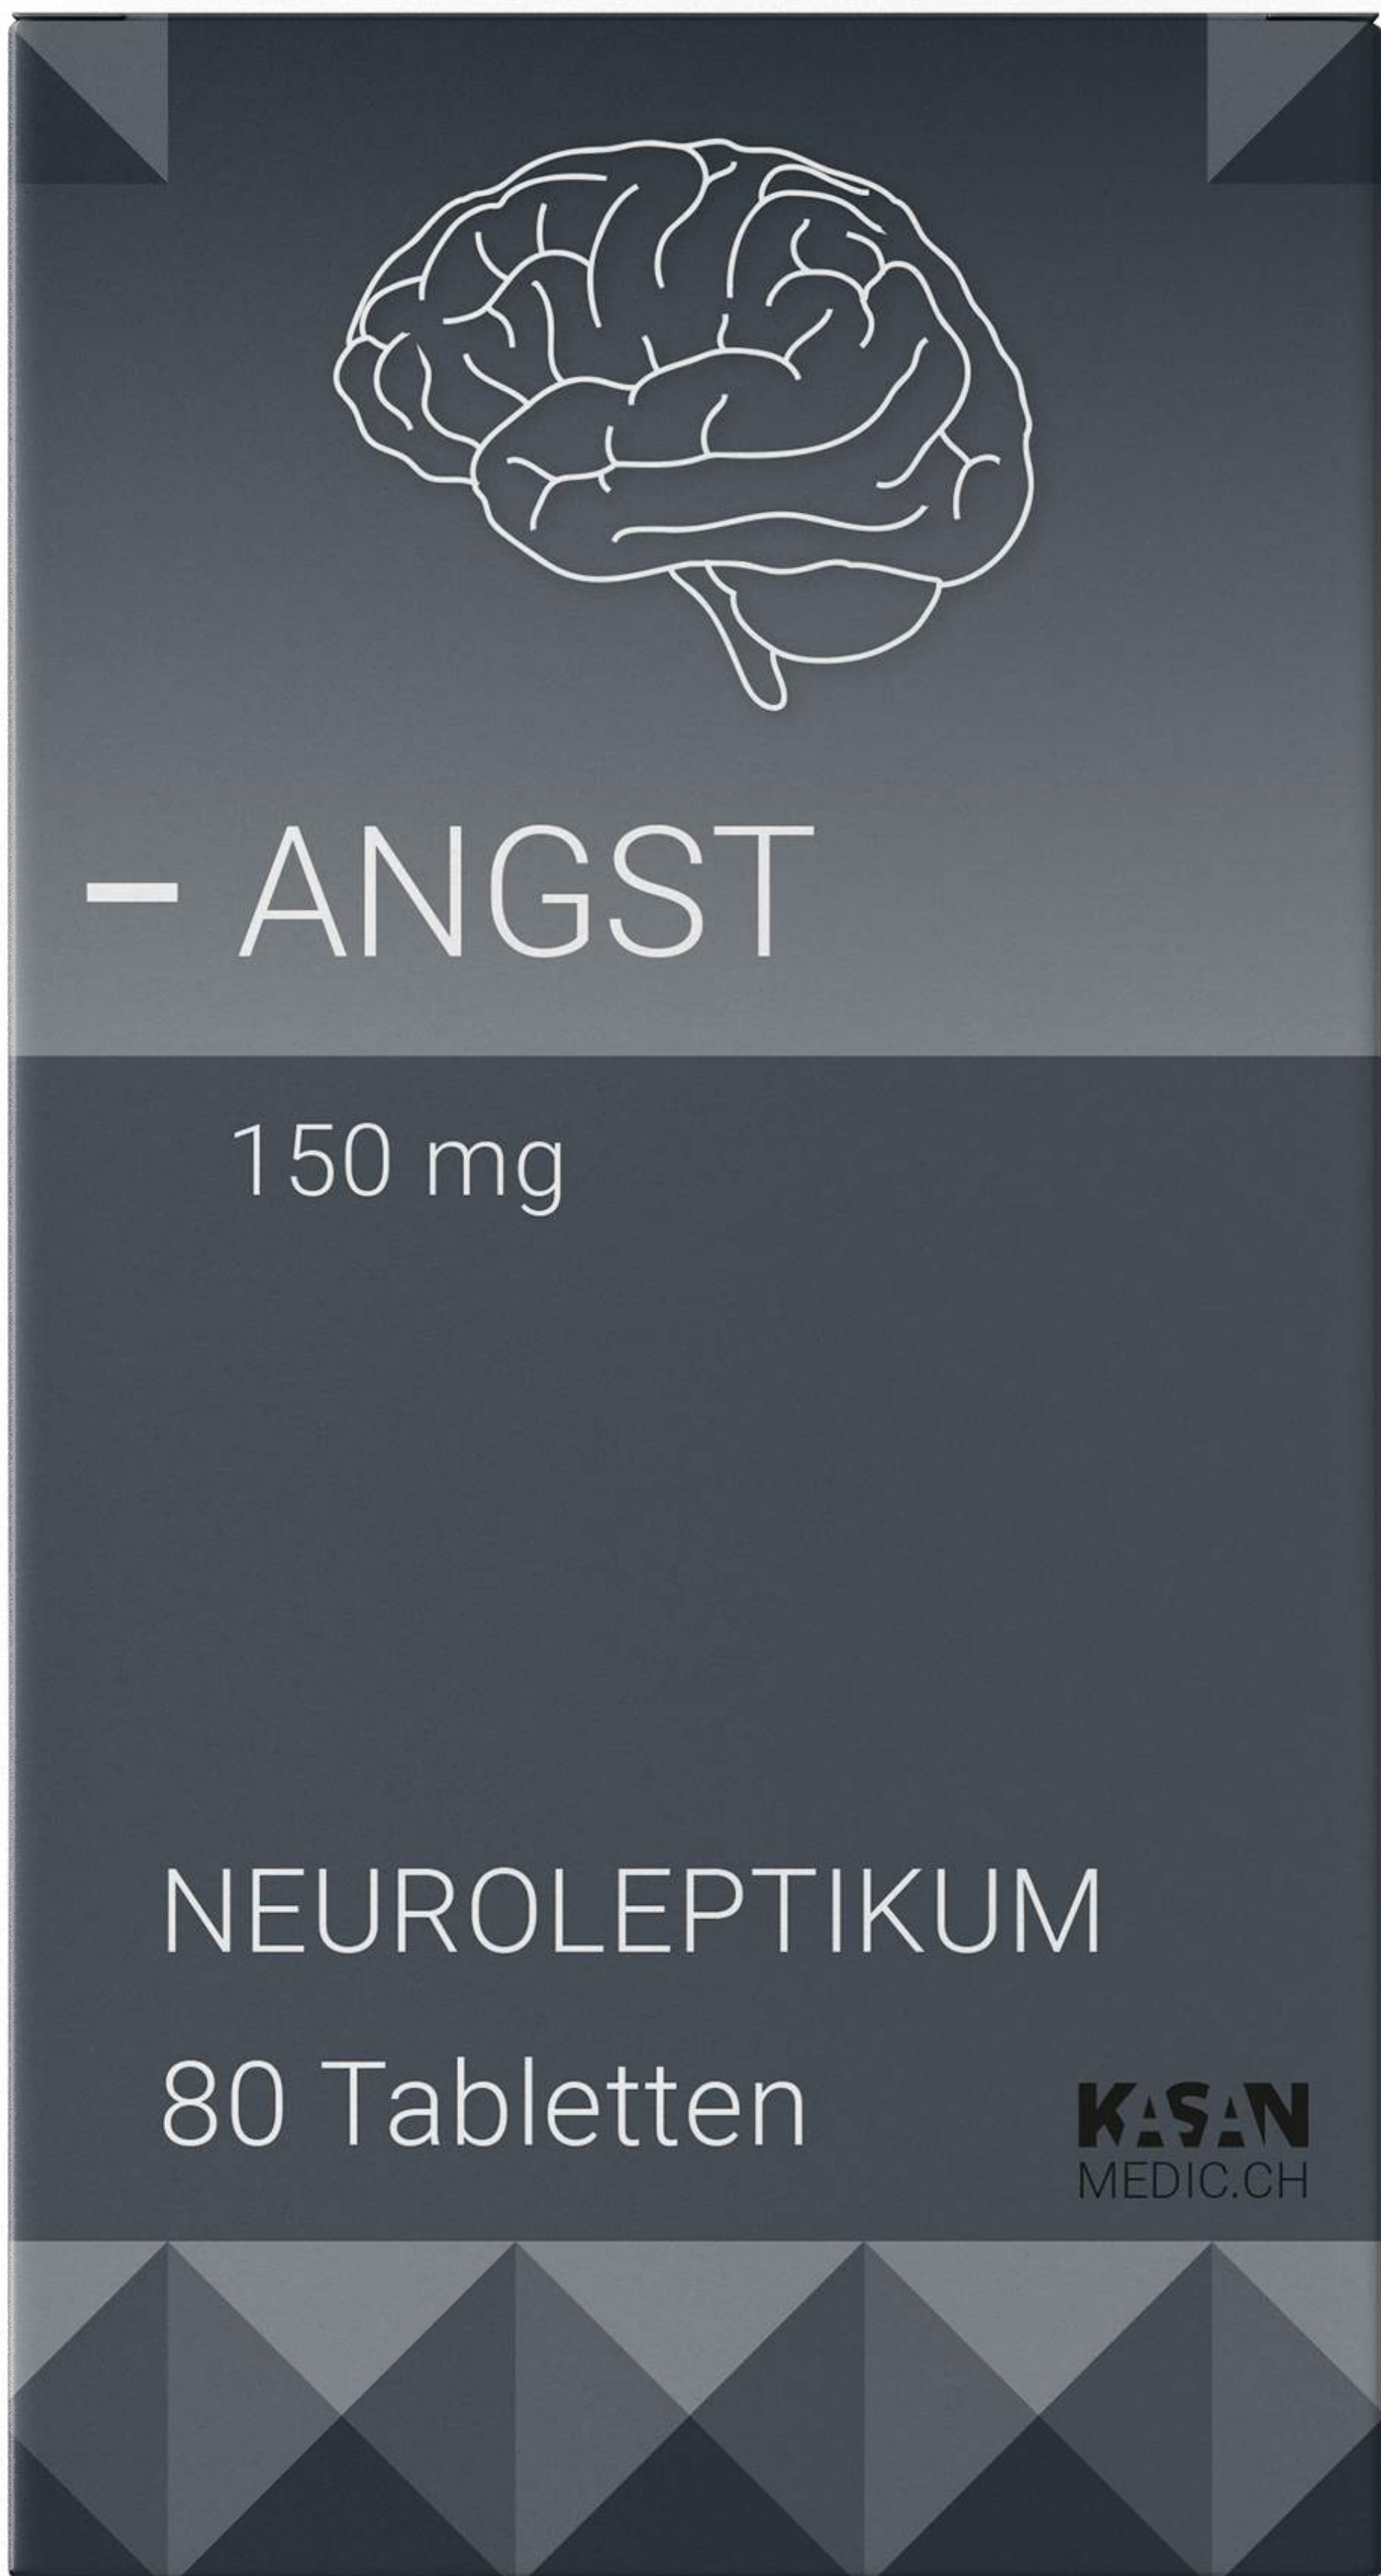 – ANGST
150 mg
NEUROLEPTIKUM
80 Tabletten
KASAN
MEDIC.CH